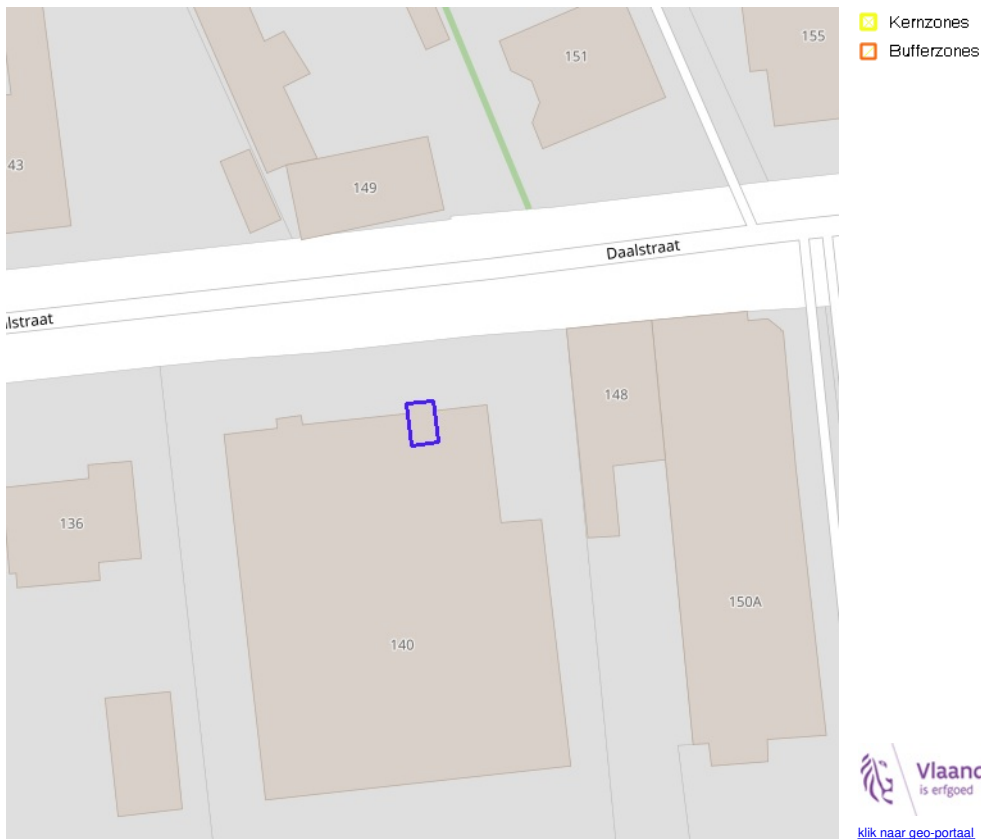 Kernzones
Bufferzones
151
155
43
149
Daalstraat
lstraat
148
136
150A
140
Vlaand
is erfgoed
klik naar geo-portaal